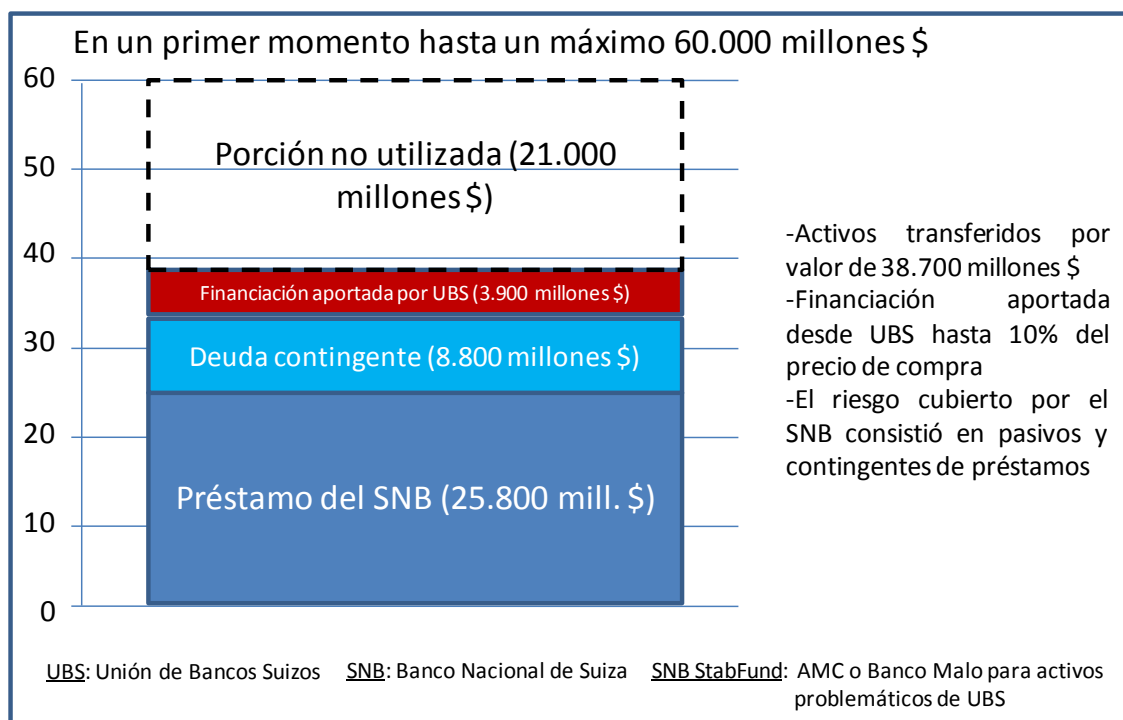 En un primer momento hasta un máximo 60.000 millones $
60
50
40
30
20
10
0
Porción no utilizada (21.000
millones $)
Financiación aportada por UBS (3.900 millones $)
Deuda contingente (8.800 millones $)
Préstamo del SNB (25.800 mill. $)
-Activos transferidos por
valor de 38.700 millones $
-Financiación aportada
desde UBS hasta 10% del
precio de compra
-El riesgo cubierto por el
SNB consistió en pasivos y
contingentes de préstamos
UBS: Unión de Bancos Suizos SNB: Banco Nacional de Suiza SNB StabFund: AMC o Banco Malo para activos
problemáticos de UBS